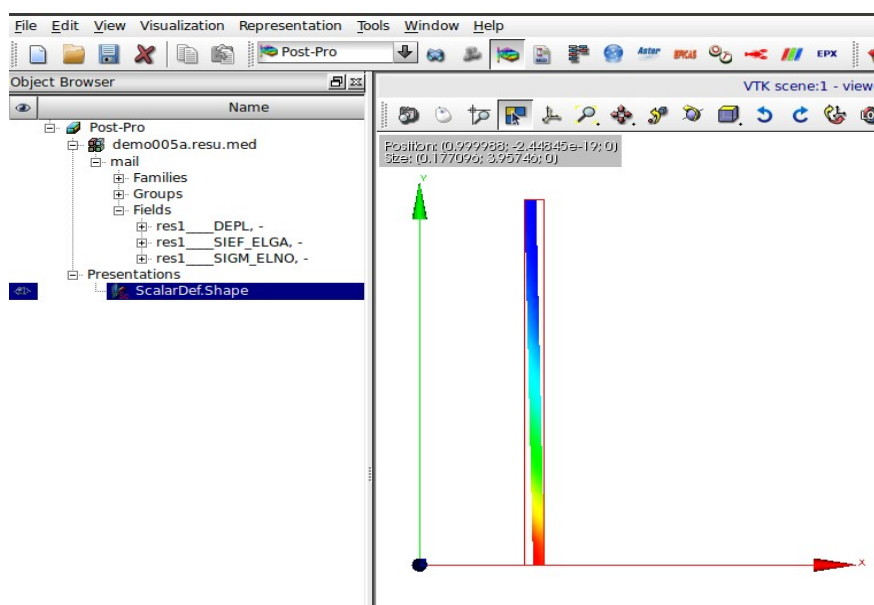 File Edit View Visualization Representation Tools Window Help
Post-Pro Aster EPX
Object Browser
VTK scene:1 - view
Name
Post-Pro
demo005a.resu.med
mail
Families
Groups
Fields
res1____DEPL, -
res1____SIEF_ELGA, -
res1____SIGM_ELNO, -
Presentations
ScalarDef.Shape
Position: (0.999988; -2.44845e-19; 0)
Size: (0.177096; 3.95746; 0)
Y
X